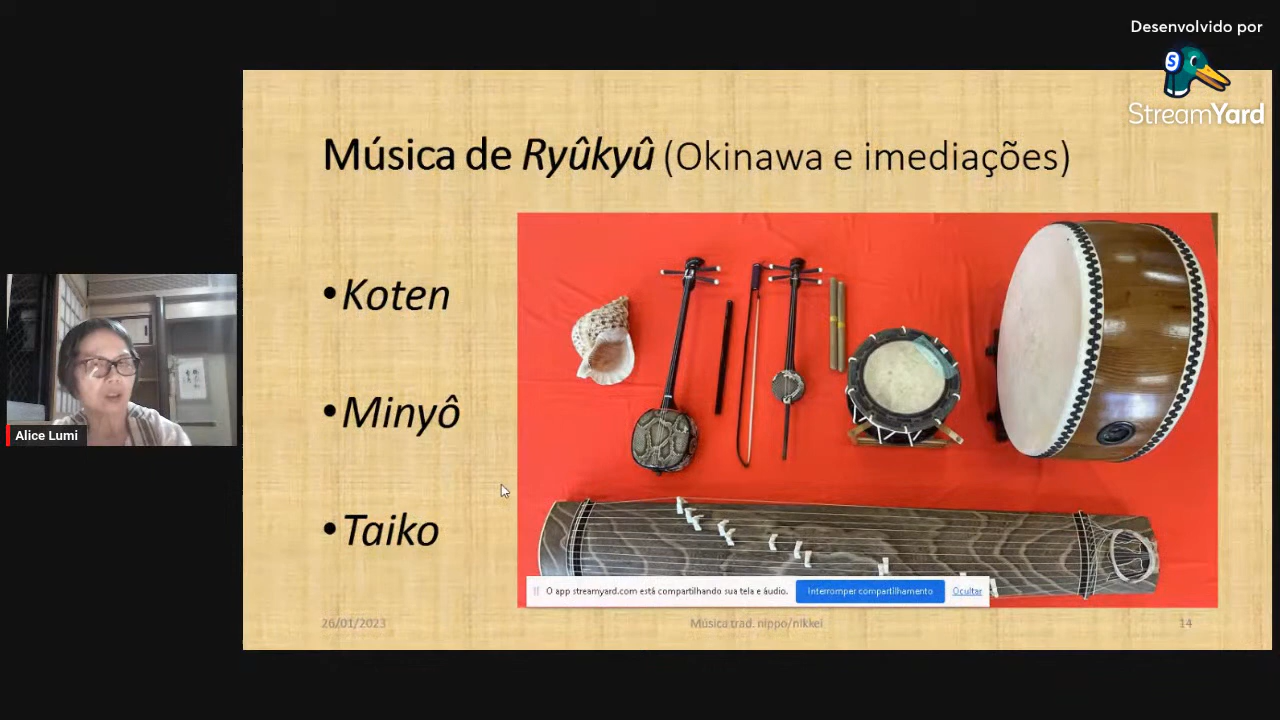 Desenvolvido por
StreamYard
Música de Ryûkyû (Okinawa e imediações)
•Koten
•Minyô
•Taiko
Alice Lumi
O app streamyard.com está compartilhando sua tela e áudio. Interromper compartilhamento Ocultar
26/01/2023 Música trad. nippo/nikkei 14